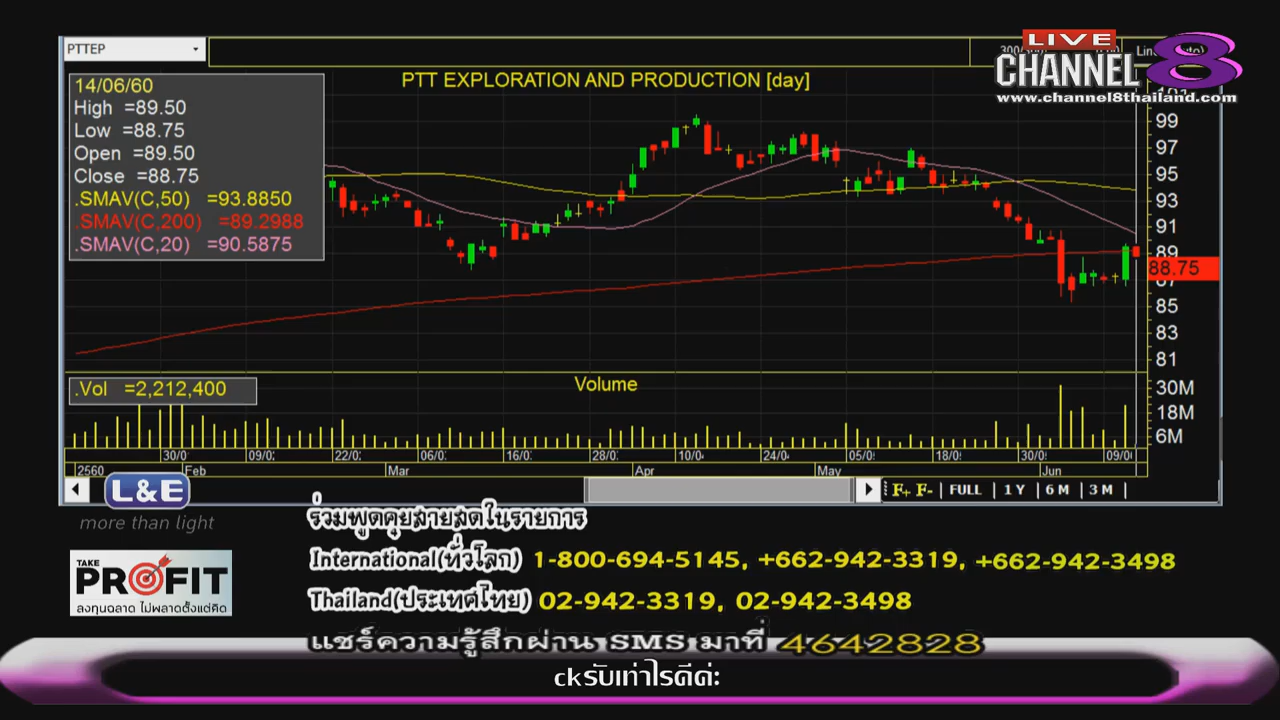 PTTEP
LIVE
CHANNEL 8
www.channel8thailand.com
PTT EXPLORATION AND PRODUCTION [day]
14/06/60
High =89.50
Low =88.75
Open =89.50
Close =88.75
.SMAV(C,50) =93.8850
.SMAV(C,200) =89.2988
.SMAV(C,20) =90.5875
99
97
95
93
91
89
88.75
87
85
83
81
.Vol =2,212,400
Volume
30M
18M
6M
30/0 09/0 22/0 06/0 16/0 28/0 10/0 24/0 05/0 18/0 30/0 09/0
2560 Feb Mar Apr May Jun
F+ F- FULL 1 Y 6 M 3 M
L&E
more than light
ร่วมพูดคุยสายสดในรายการ
International(ทั่วโลก) 1-800-694-5145, +662-942-3319, +662-942-3498
TAKE
PROFIT
ลงทุนฉลาด ไม่พลาดตั้งแต่คิด
Thailand(ประเทศไทย) 02-942-3319, 02-942-3498
แชร์ความรู้สึกผ่าน SMS มาที่ 4642828
ckรับเท่าไรดีค่ะ